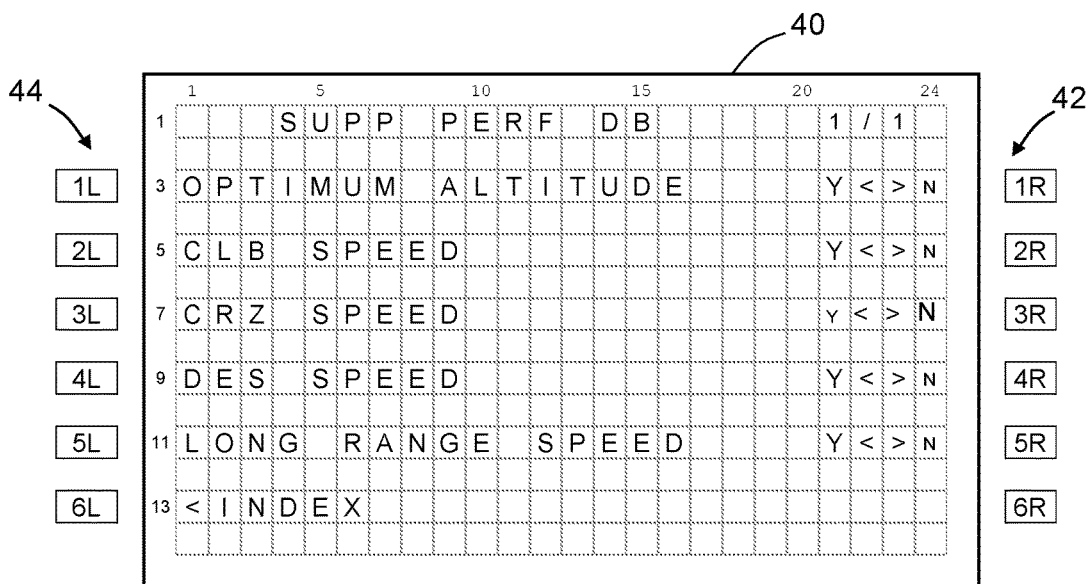 40
44
42
1 5 10 15 20 24
1 SUPP PERF DB 1/1
1L 3 OPTIMUM ALTITUDE Y<>N 1R
2L 5 CLB SPEED Y<>N 2R
3L 7 CRZ SPEED Y<>N 3R
4L 9 DES SPEED Y<>N 4R
5L 11 LONG RANGE SPEED Y<>N 5R
6L 13 <INDEX 6R